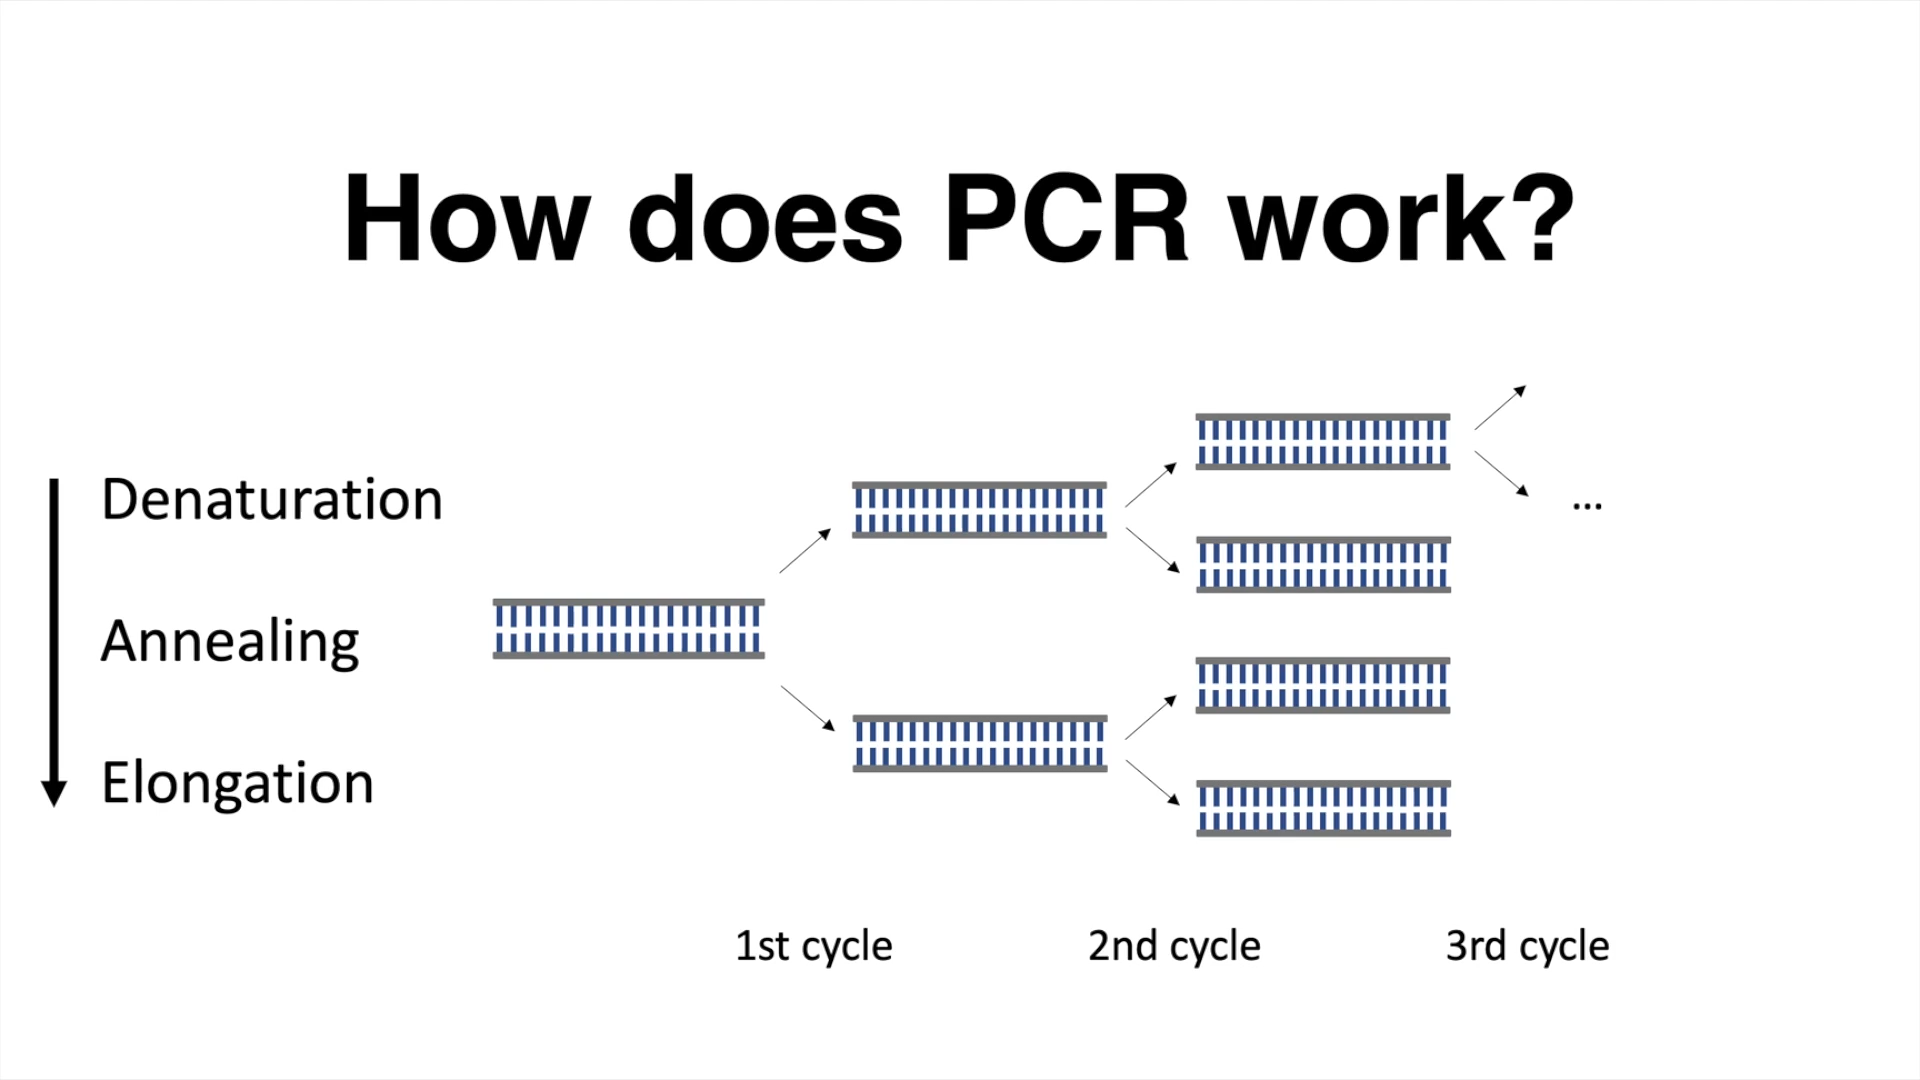 How does PCR work?
Denaturation
Annealing
Elongation
...
1st cycle
2nd cycle
3rd cycle